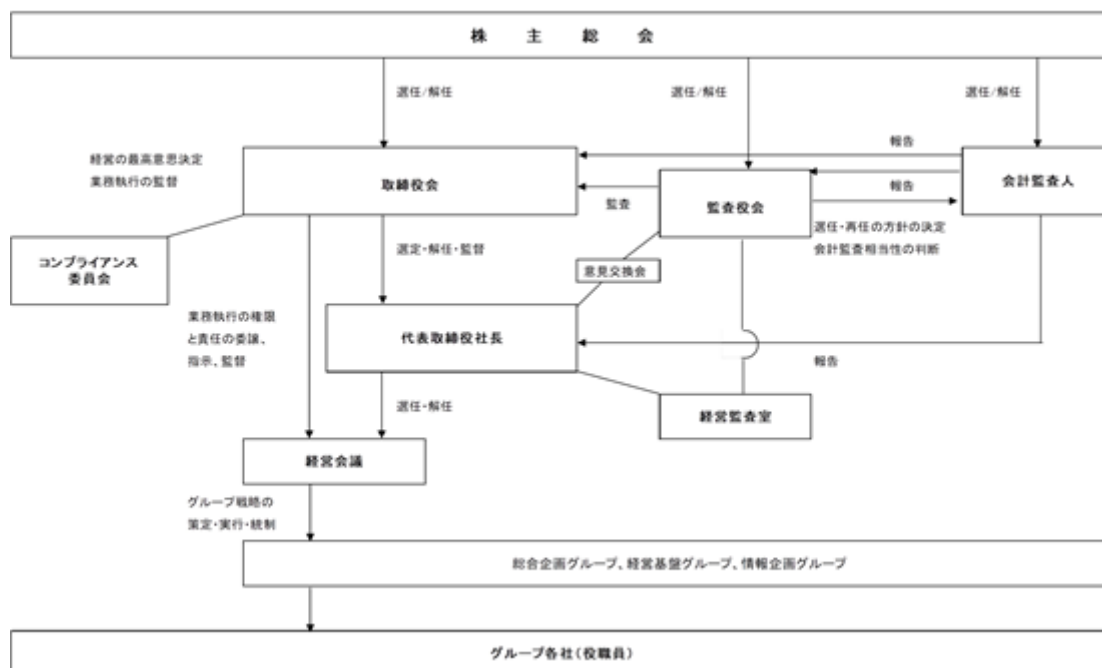 株主総会
選任/解任
選任/解任
選任/解任
経営の最高意思決定
業務執行の監督
取締役会
報告
会計監査人
監査
監査役会
報告
選任・再任の方針の決定
会計監査相当性の判断
コンプライアンス
委員会
選定・解任・監督
意見交換会
業務執行の権限
と責任の委譲、
指示、監督
代表取締役社長
報告
選任・解任
経営監査室
経営会議
グループ戦略の
策定・実行・統制
総合企画グループ、経営基盤グループ、情報企画グループ
グループ各社(役職員)